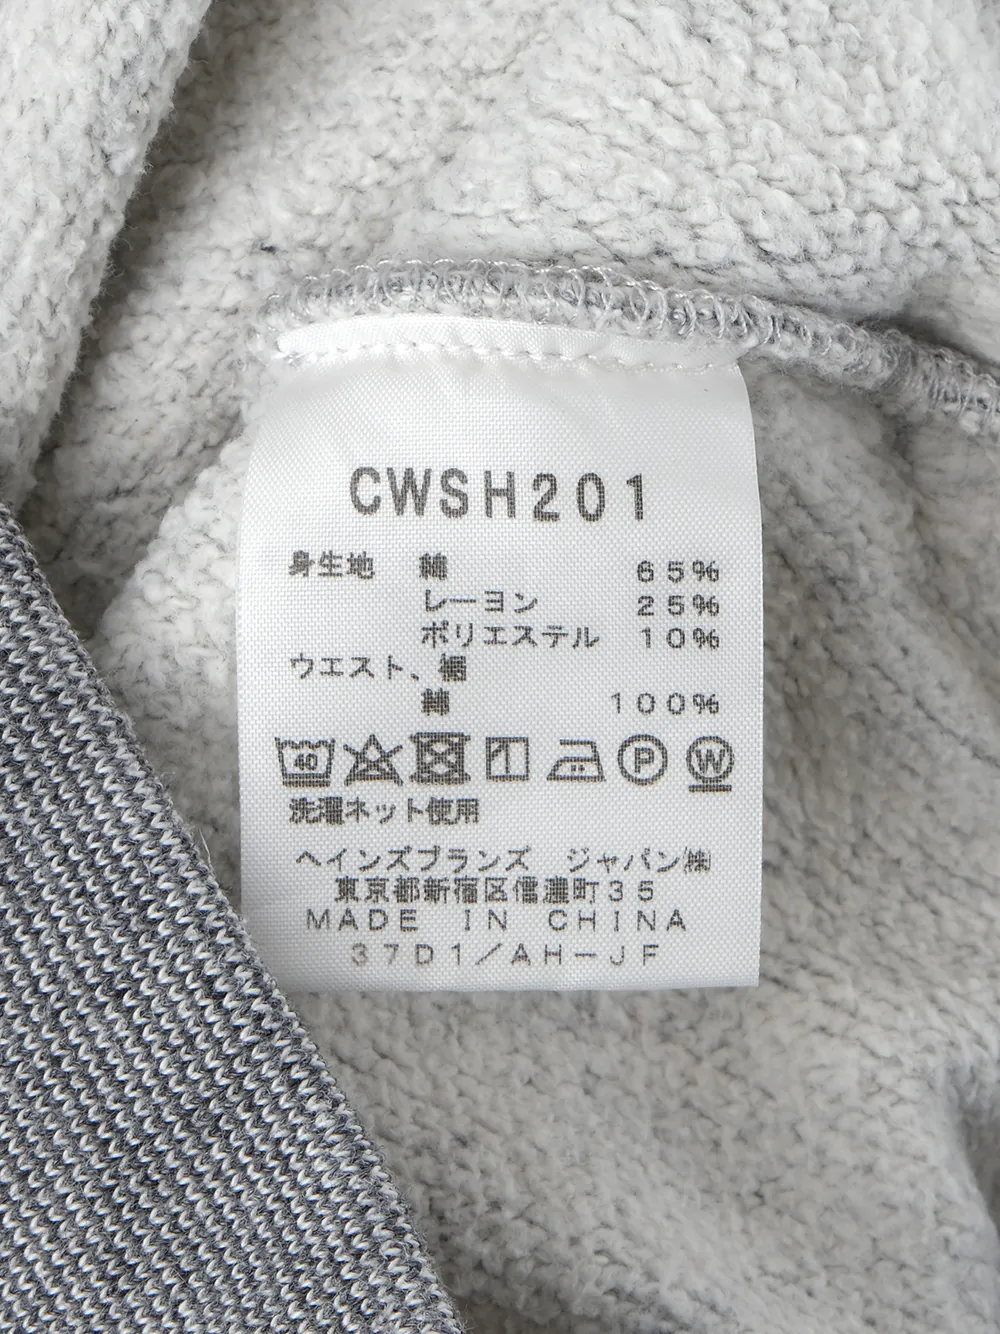 CWSH201
身生地 綿 65%
レーヨン 25%
ポリエステル 10%
ウエスト、裾
綿 100%
40 P W
洗濯ネット使用
ヘインズブランズ ジャパン㈱
東京都新宿区信濃町35
MADE IN CHINA
37D1/AH-JF